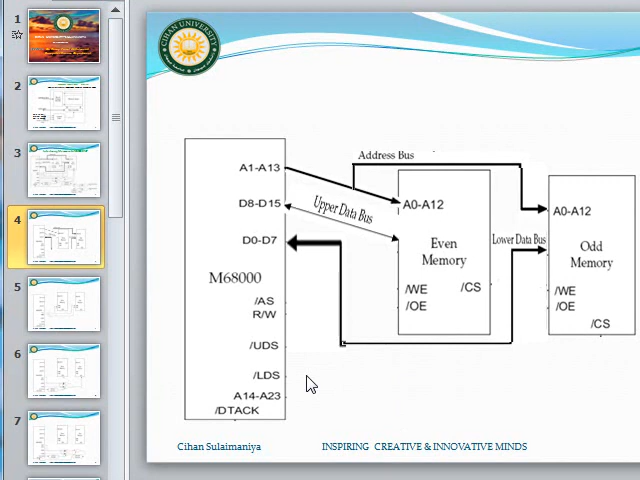 1
2
3
4
5
6
7
CIHAN UNIVERSITY
A1-A13
D8-D15
D0-D7
M68000
/AS
R/W
/UDS
/LDS
A14-A23
/DTACK
Address Bus
Upper Data Bus
A0-A12
Even
Memory
/WE
/CS
/OE
Lower Data Bus
A0-A12
Odd
Memory
/WE
/OE
/CS
Cihan Sulaimaniya
INSPIRING CREATIVE & INNOVATIVE MINDS